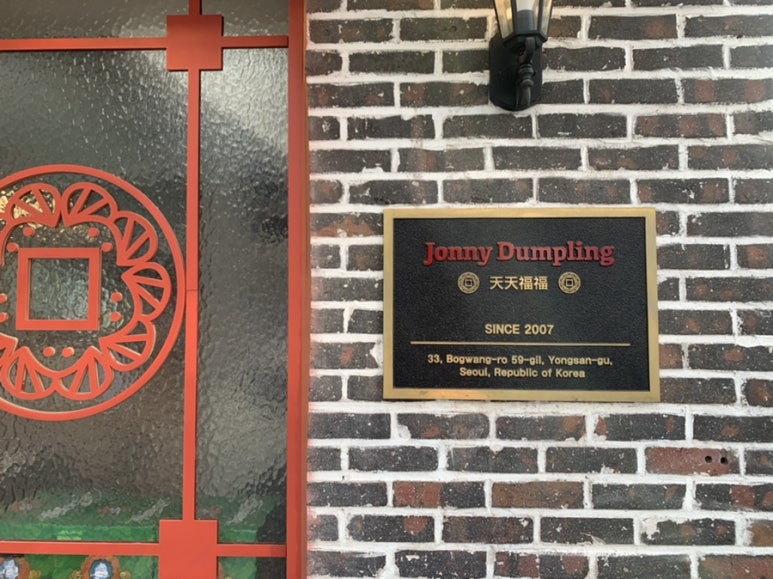 Jonny Dumpling
天天福福
SINCE 2007
33, Bogwang-ro 59-gil, Yongsan-gu,
Seoul, Republic of Korea